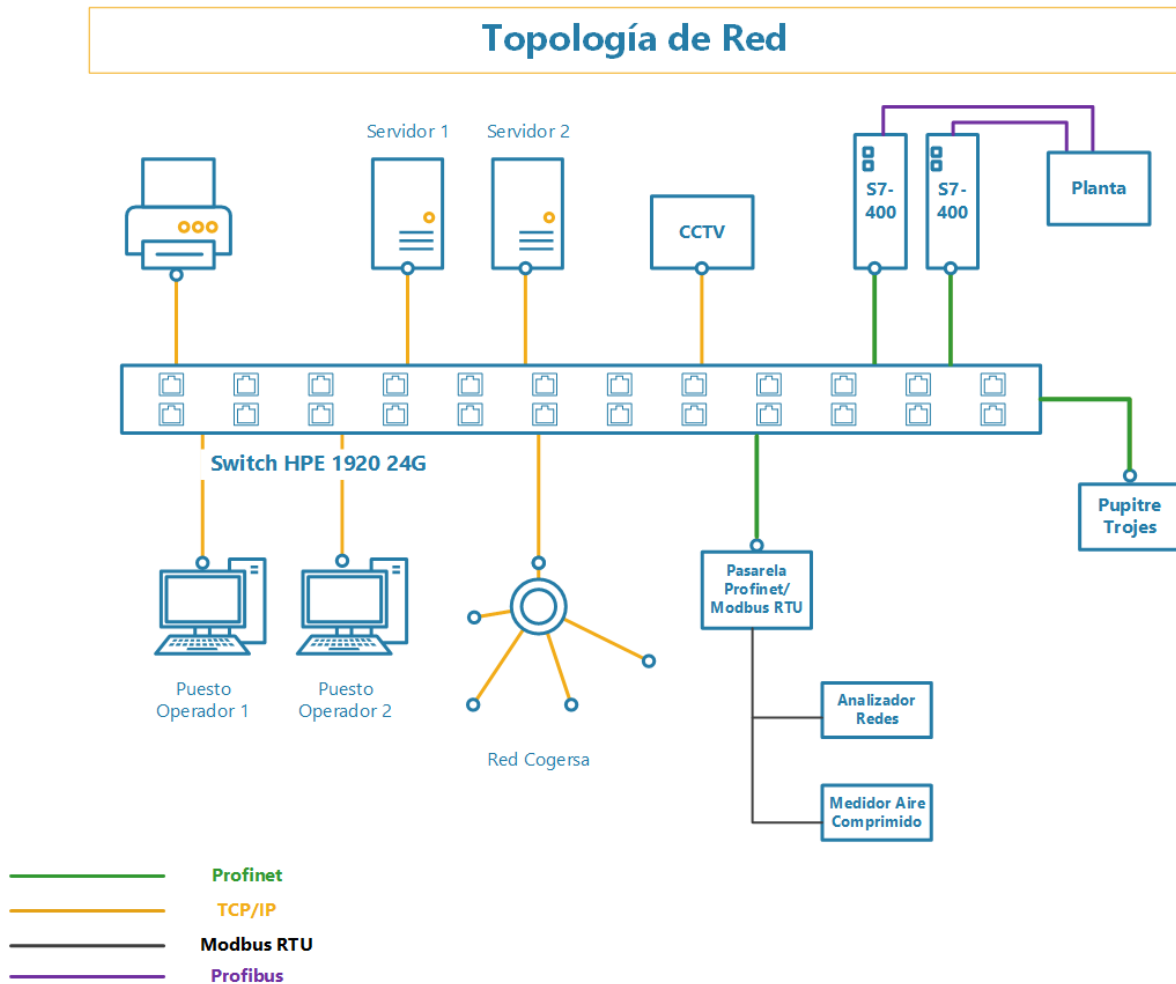 Topología de Red
Servidor 1
Servidor 2
CCTV
S7-
400
S7-
400
Planta
Switch HPE 1920 24G
Pupitre
Trojes
Puesto
Operador 1
Puesto
Operador 2
Red Cogersa
Pasarela
Profinet/
Modbus RTU
Analizador
Redes
Medidor Aire
Comprimido
Profinet
TCP/IP
Modbus RTU
Profibus